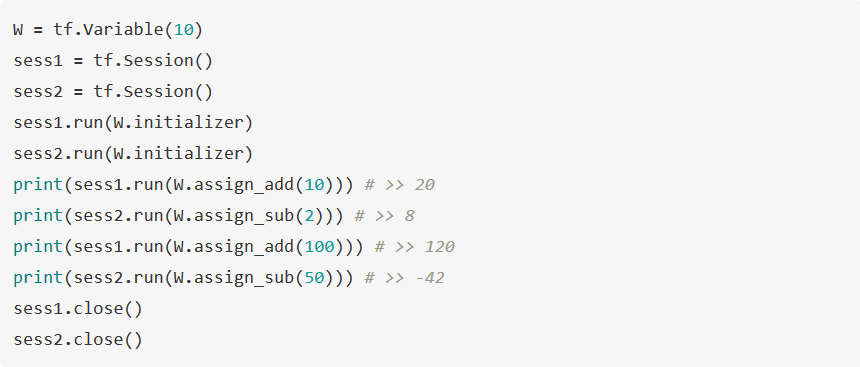 W = tf.Variable(10)
sess1 = tf.Session()
sess2 = tf.Session()
sess1.run(W.initializer)
sess2.run(W.initializer)
print(sess1.run(W.assign_add(10))) # >> 20
print(sess2.run(W.assign_sub(2))) # >> 8
print(sess1.run(W.assign_add(100))) # >> 120
print(sess2.run(W.assign_sub(50))) # >> -42
sess1.close()
sess2.close()